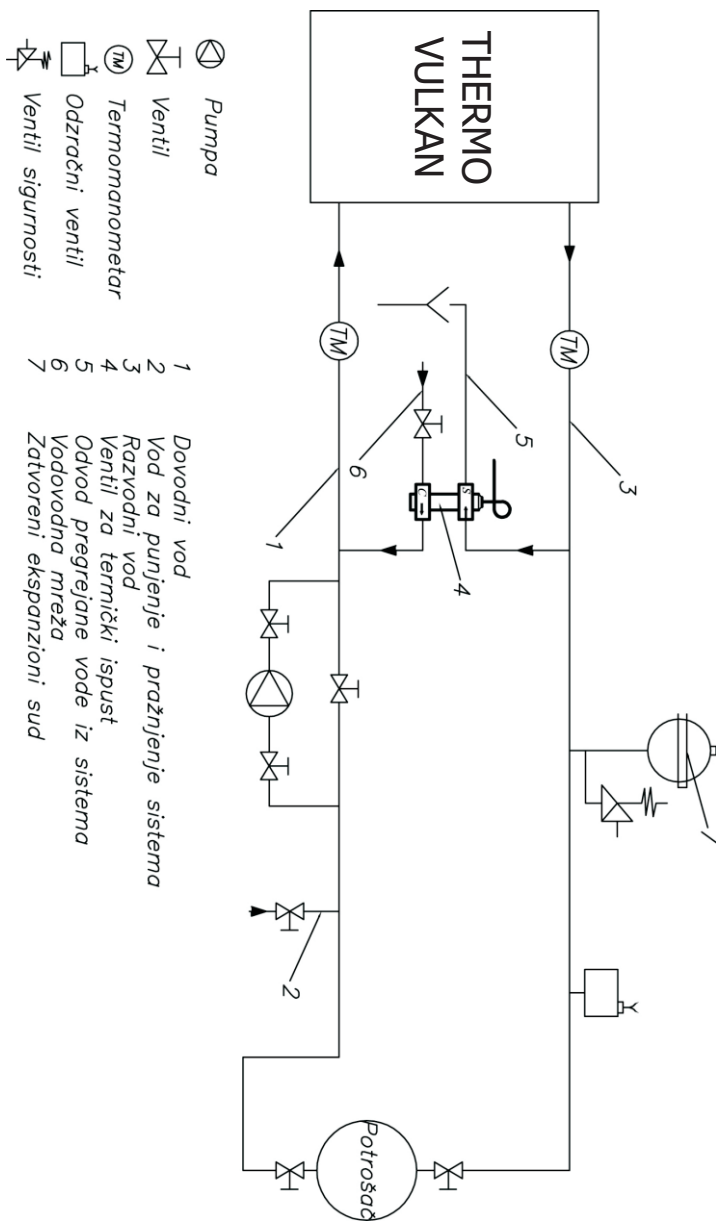 THERMO
VULKAN
TM
3
5
S
4
C
6
TM
1
2
Potrošač
Pumpa
Ventil
TM Termomanometar
Odzračni ventil
Ventil sigurnosti
1 Dovodni vod
2 Vod za punjenje i pražnjenje sistema
3 Razvodni vod
4 Ventil za termički ispust
5 Odvod pregrejane vode iz sistema
6 Vodovodna mreža
7 Zatvoreni ekspanzioni sud